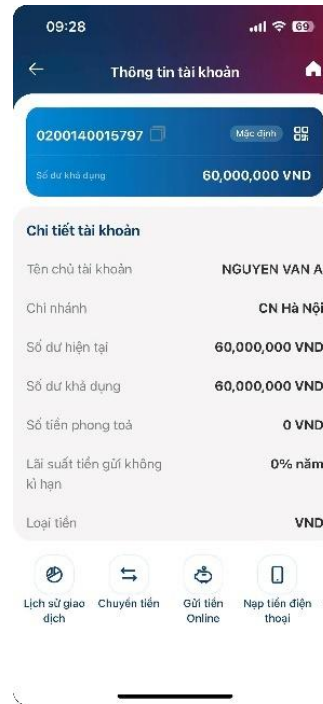 09:28
69
Thông tin tài khoản
0200140015797
Mặc định
Số dư khả dụng 60,000,000 VND
Chi tiết tài khoản
Tên chủ tài khoản NGUYEN VAN A
Chi nhánh CN Hà Nội
Số dư hiện tại 60,000,000 VND
Số dư khả dụng 60,000,000 VND
Số tiền phong toả 0 VND
Lãi suất tiền gửi không 0% năm
kì hạn
Loại tiền VND
Lịch sử giao Chuyển tiền Gửi tiền Nạp tiền điện
dịch Online thoại